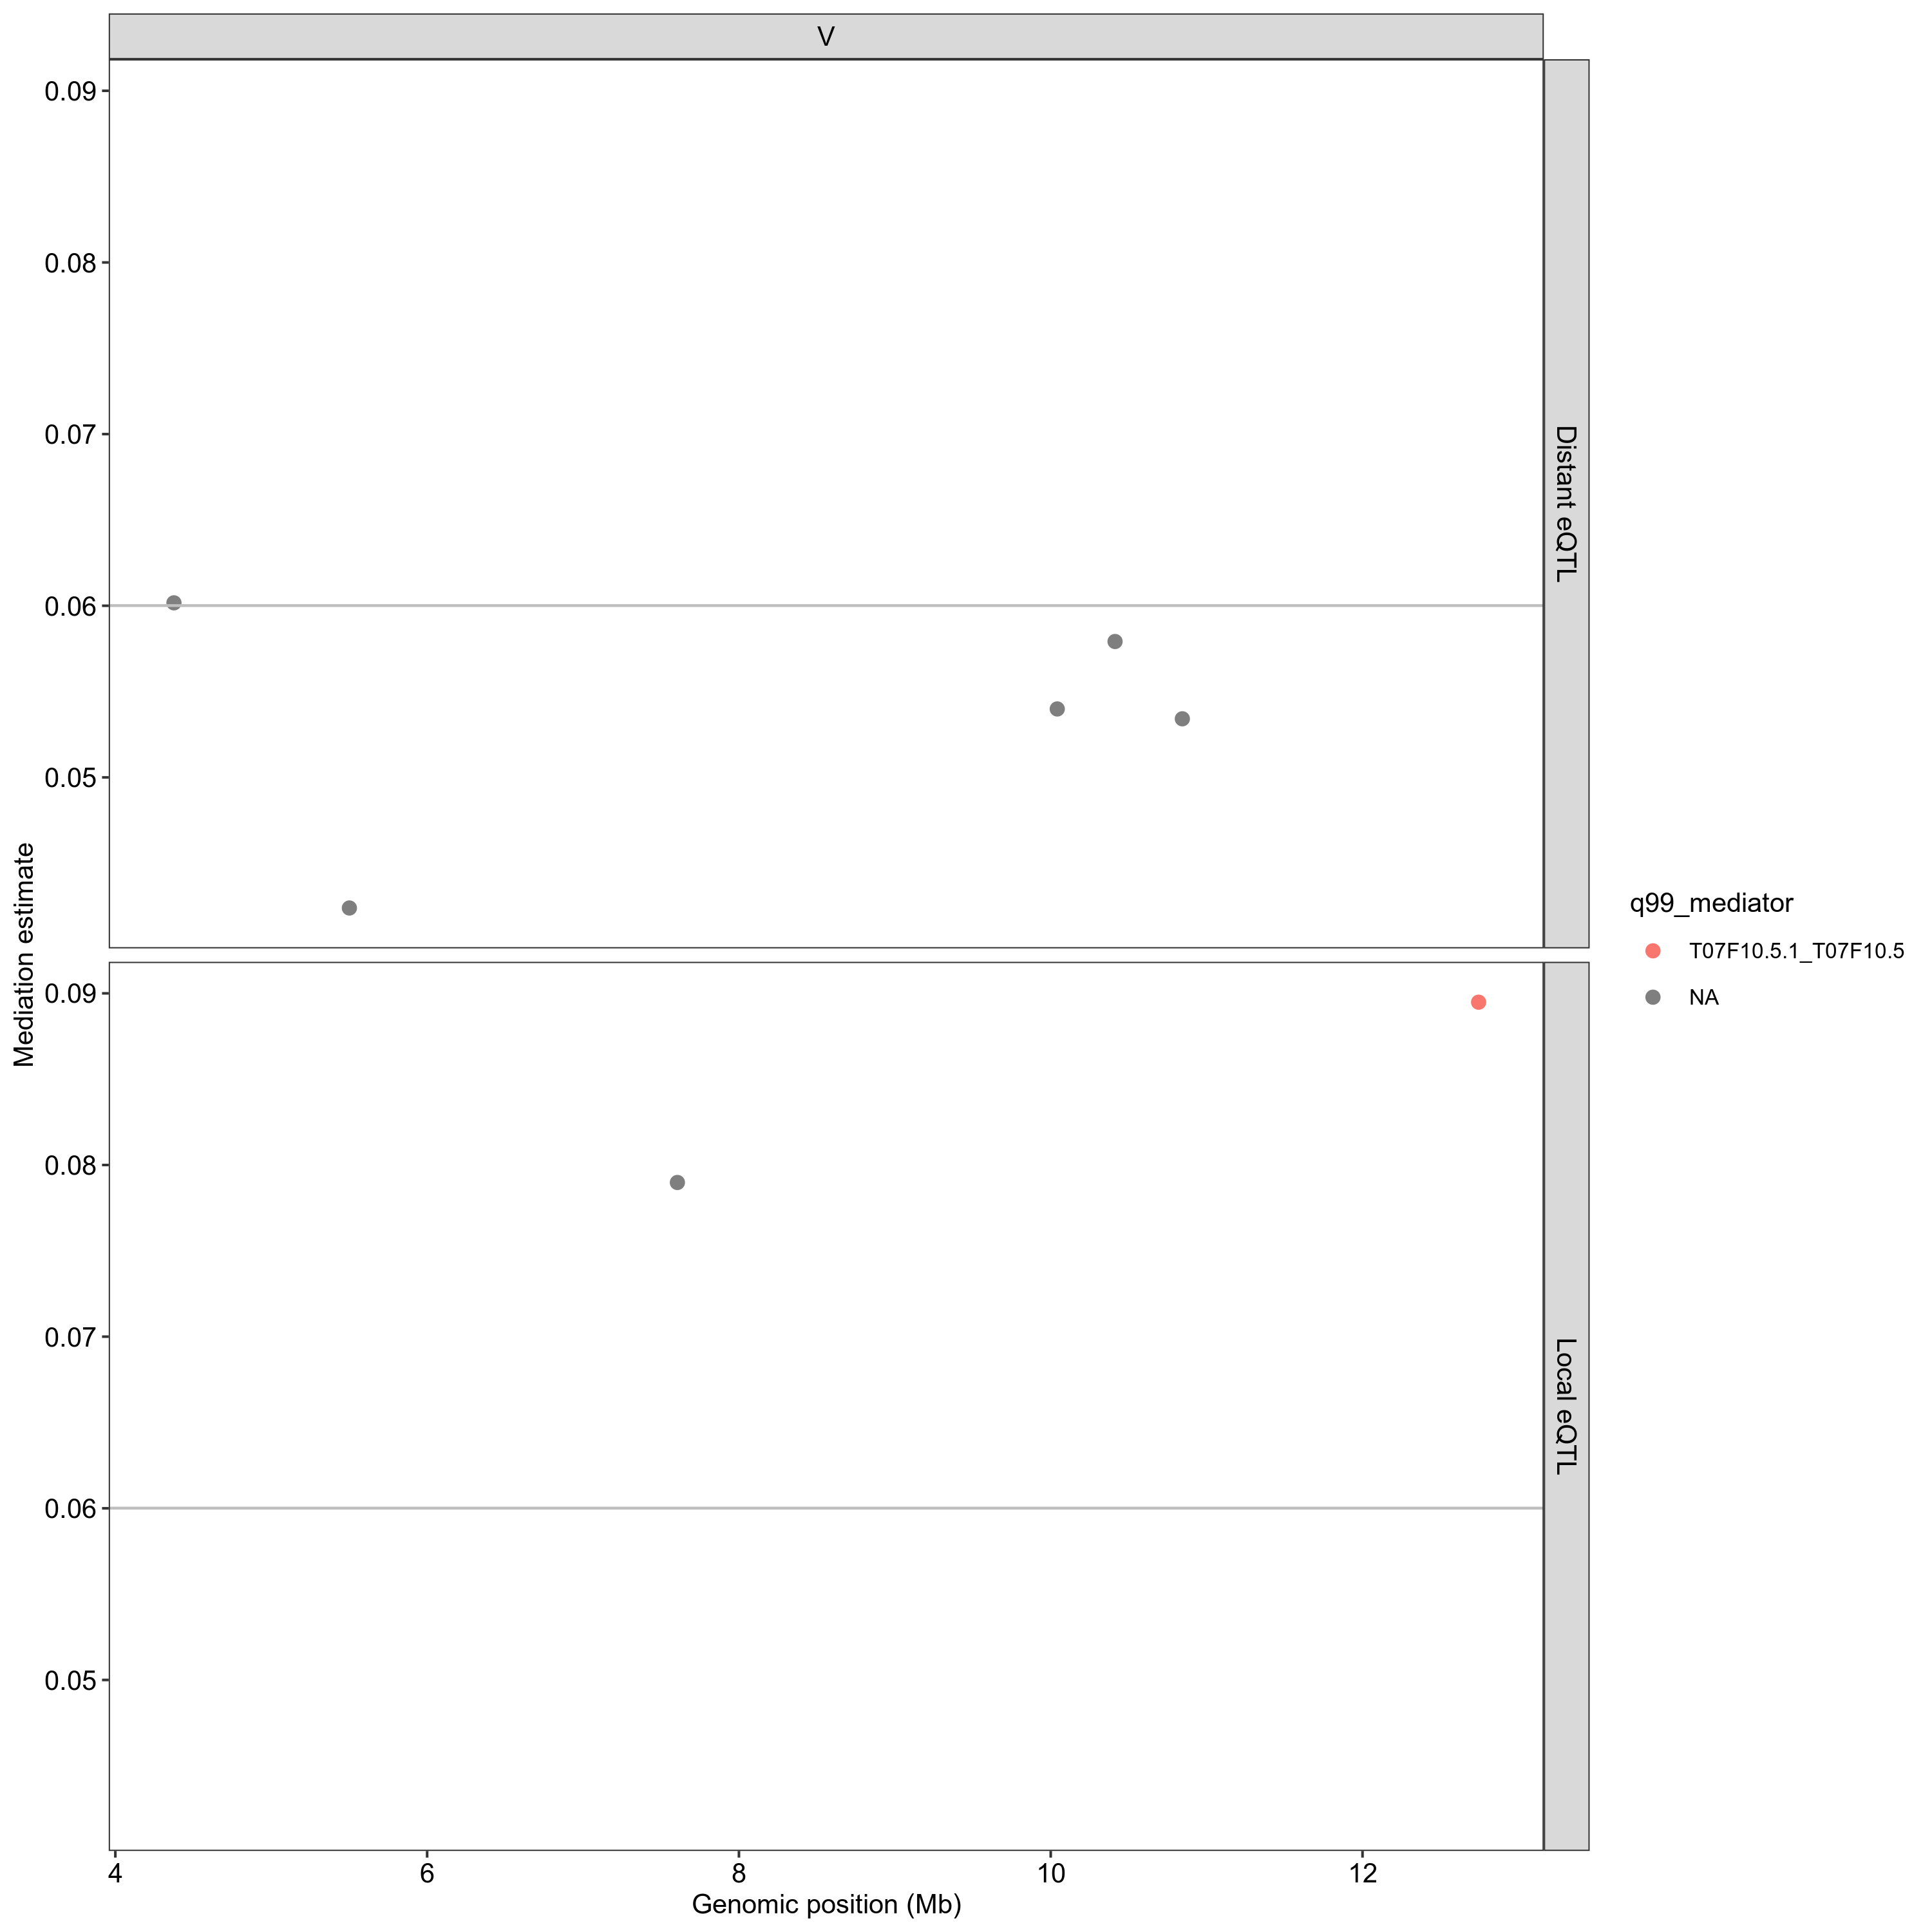 V
0.09
0.08
0.07
0.06
0.05
Distant eQTL
Mediation estimate
0.09
0.08
0.07
0.06
0.05
Local eQTL
4 6 8 10 12
Genomic position (Mb)
q99_mediator
T07F10.5.1_T07F10.5
NA